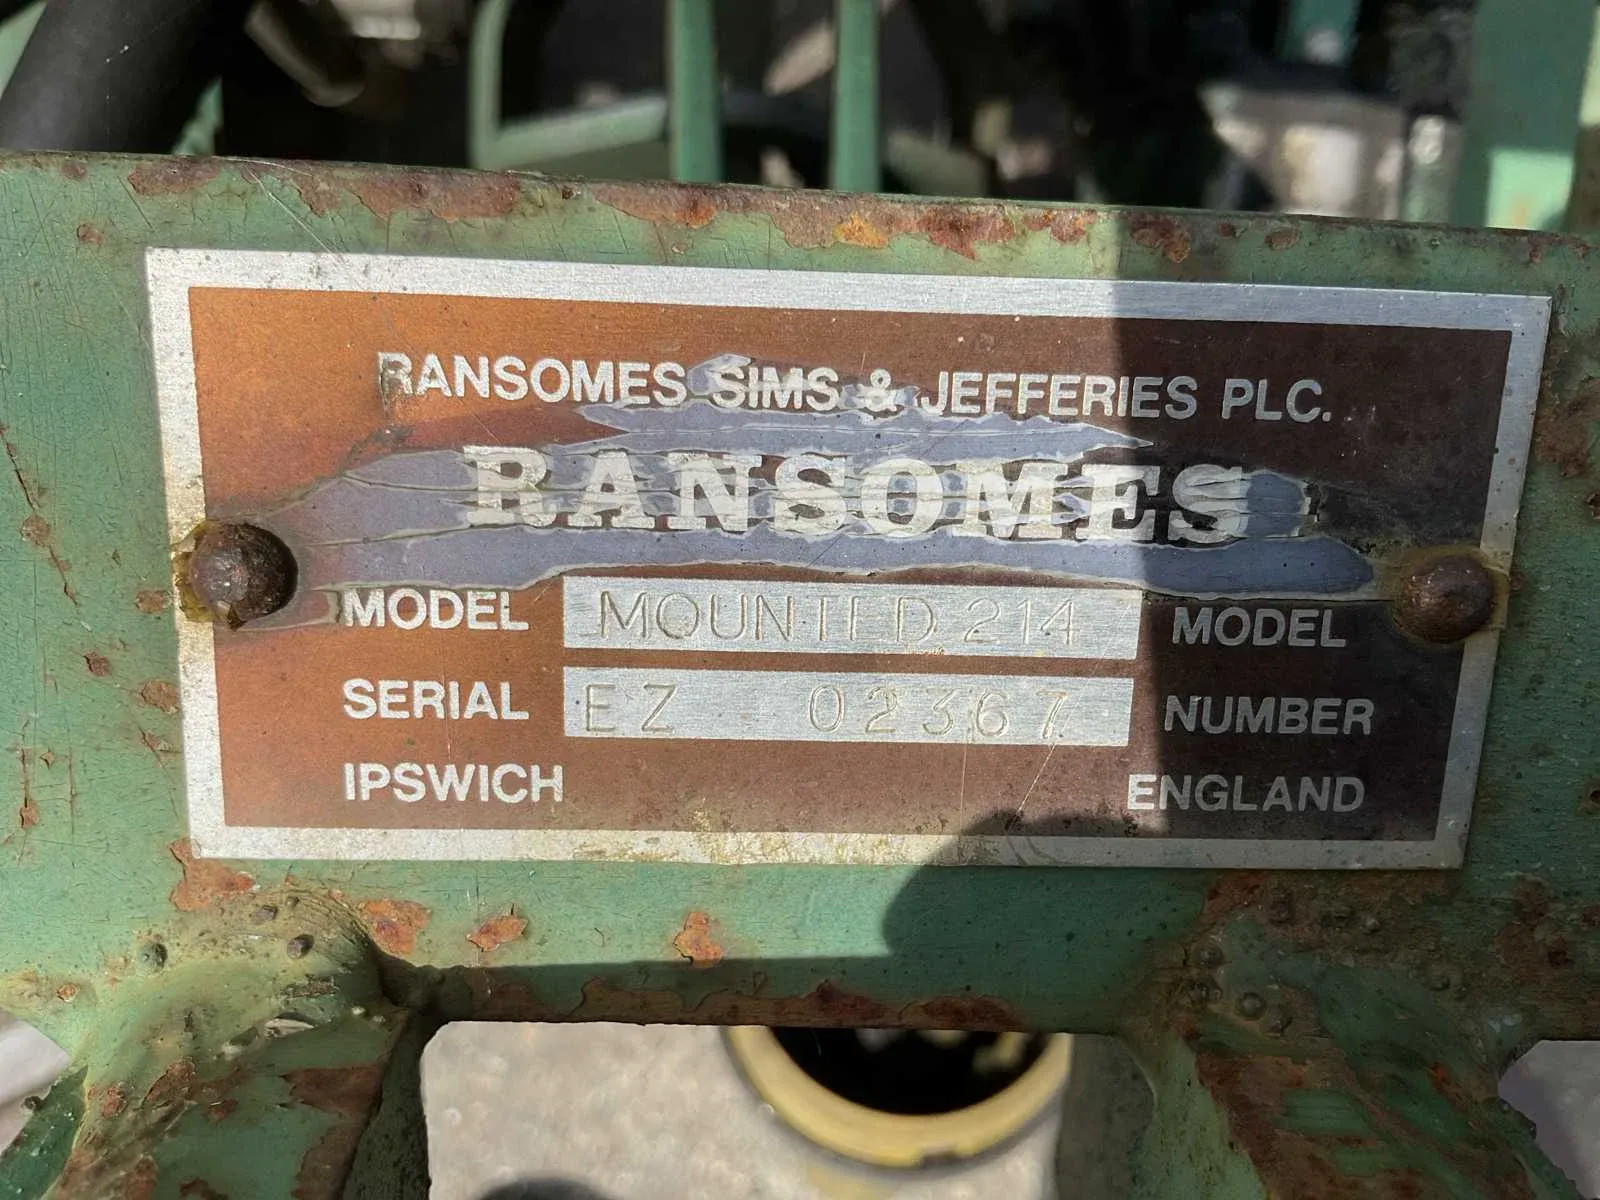 RANSOMES SIMS & JEFFERIES PLC.
RANSOMES
MODEL MOUNTED 214 MODEL
SERIAL EZ 02367 NUMBER
IPSWICH ENGLAND